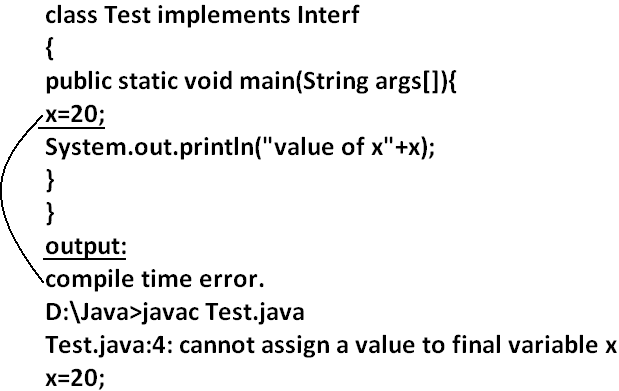 class Test implements Interf
{
public static void main(String args[]){
x=20;
System.out.println("value of x"+x);
}
}
output:
compile time error.
D:\Java>javac Test.java
Test.java:4: cannot assign a value to final variable x
x=20;